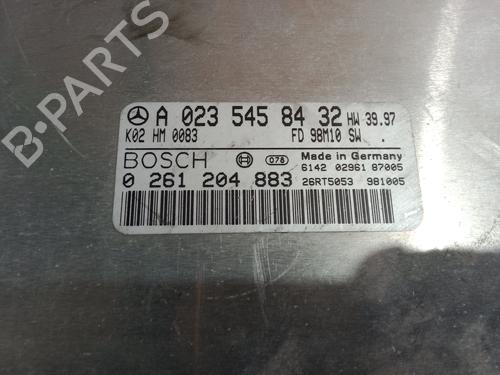 B-PARTS
A 023 545 84 32 HW 39.97
K02 HM 0083 FD 98M10 SW .
BOSCH 078 Made in Germany
6142 02961 87005
0 261 204 883 26RT5053 981005